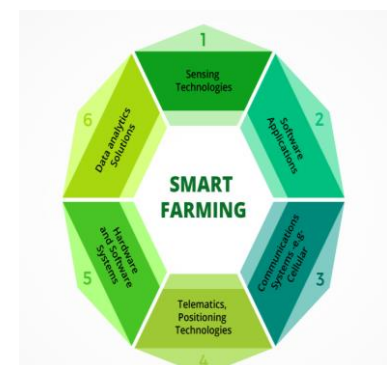 1
Sensing
Technologies
2
Software
Applications
3
Communications
Systems -e.g-
Cellular
4
Telematics,
Positioning
Technologies
5
Hardware
and Software
Systems
6
Data analytics
Solutions
SMART
FARMING